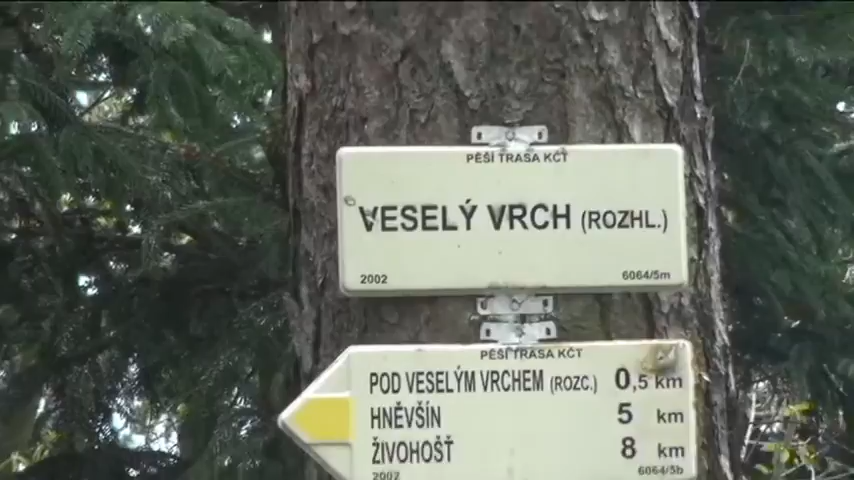 PĚŠÍ TRASA KČT
VESELÝ VRCH (ROZHL.)
2002 6064/5m
PĚŠÍ TRASA KČT
POD VESELÝM VRCHEM (ROZC.) 0,5 km
HNĚVŠÍN 5 km
ŽIVOHOŠŤ 8 km
2002 6064/5b